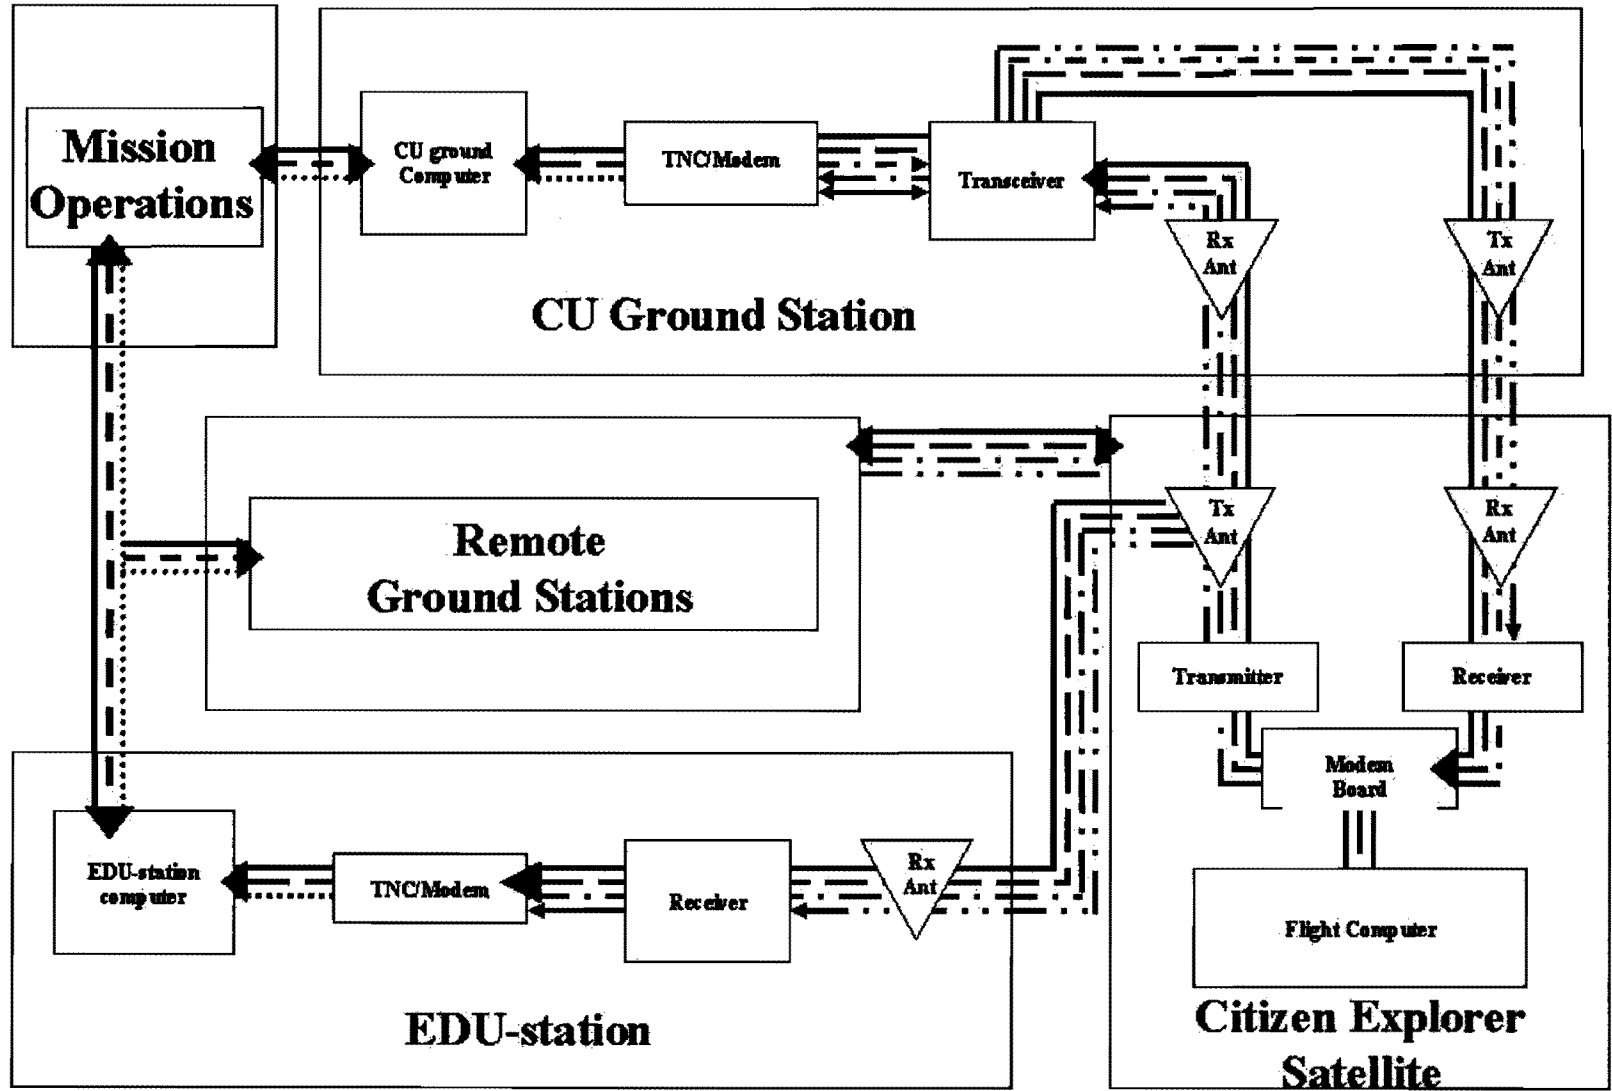 Mission
Operations
CU ground
Computer
TNC/Modem
Transceiver
Rx
Ant
Tx
Ant
CU Ground Station
Remote
Ground Stations
Tx
Ant
Rx
Ant
Transmitter
Receiver
Modem
Board
EDU-station
computer
TNC/Modem
Receiver
Rx
Ant
Flight Computer
EDU-station
Citizen Explorer
Satellite